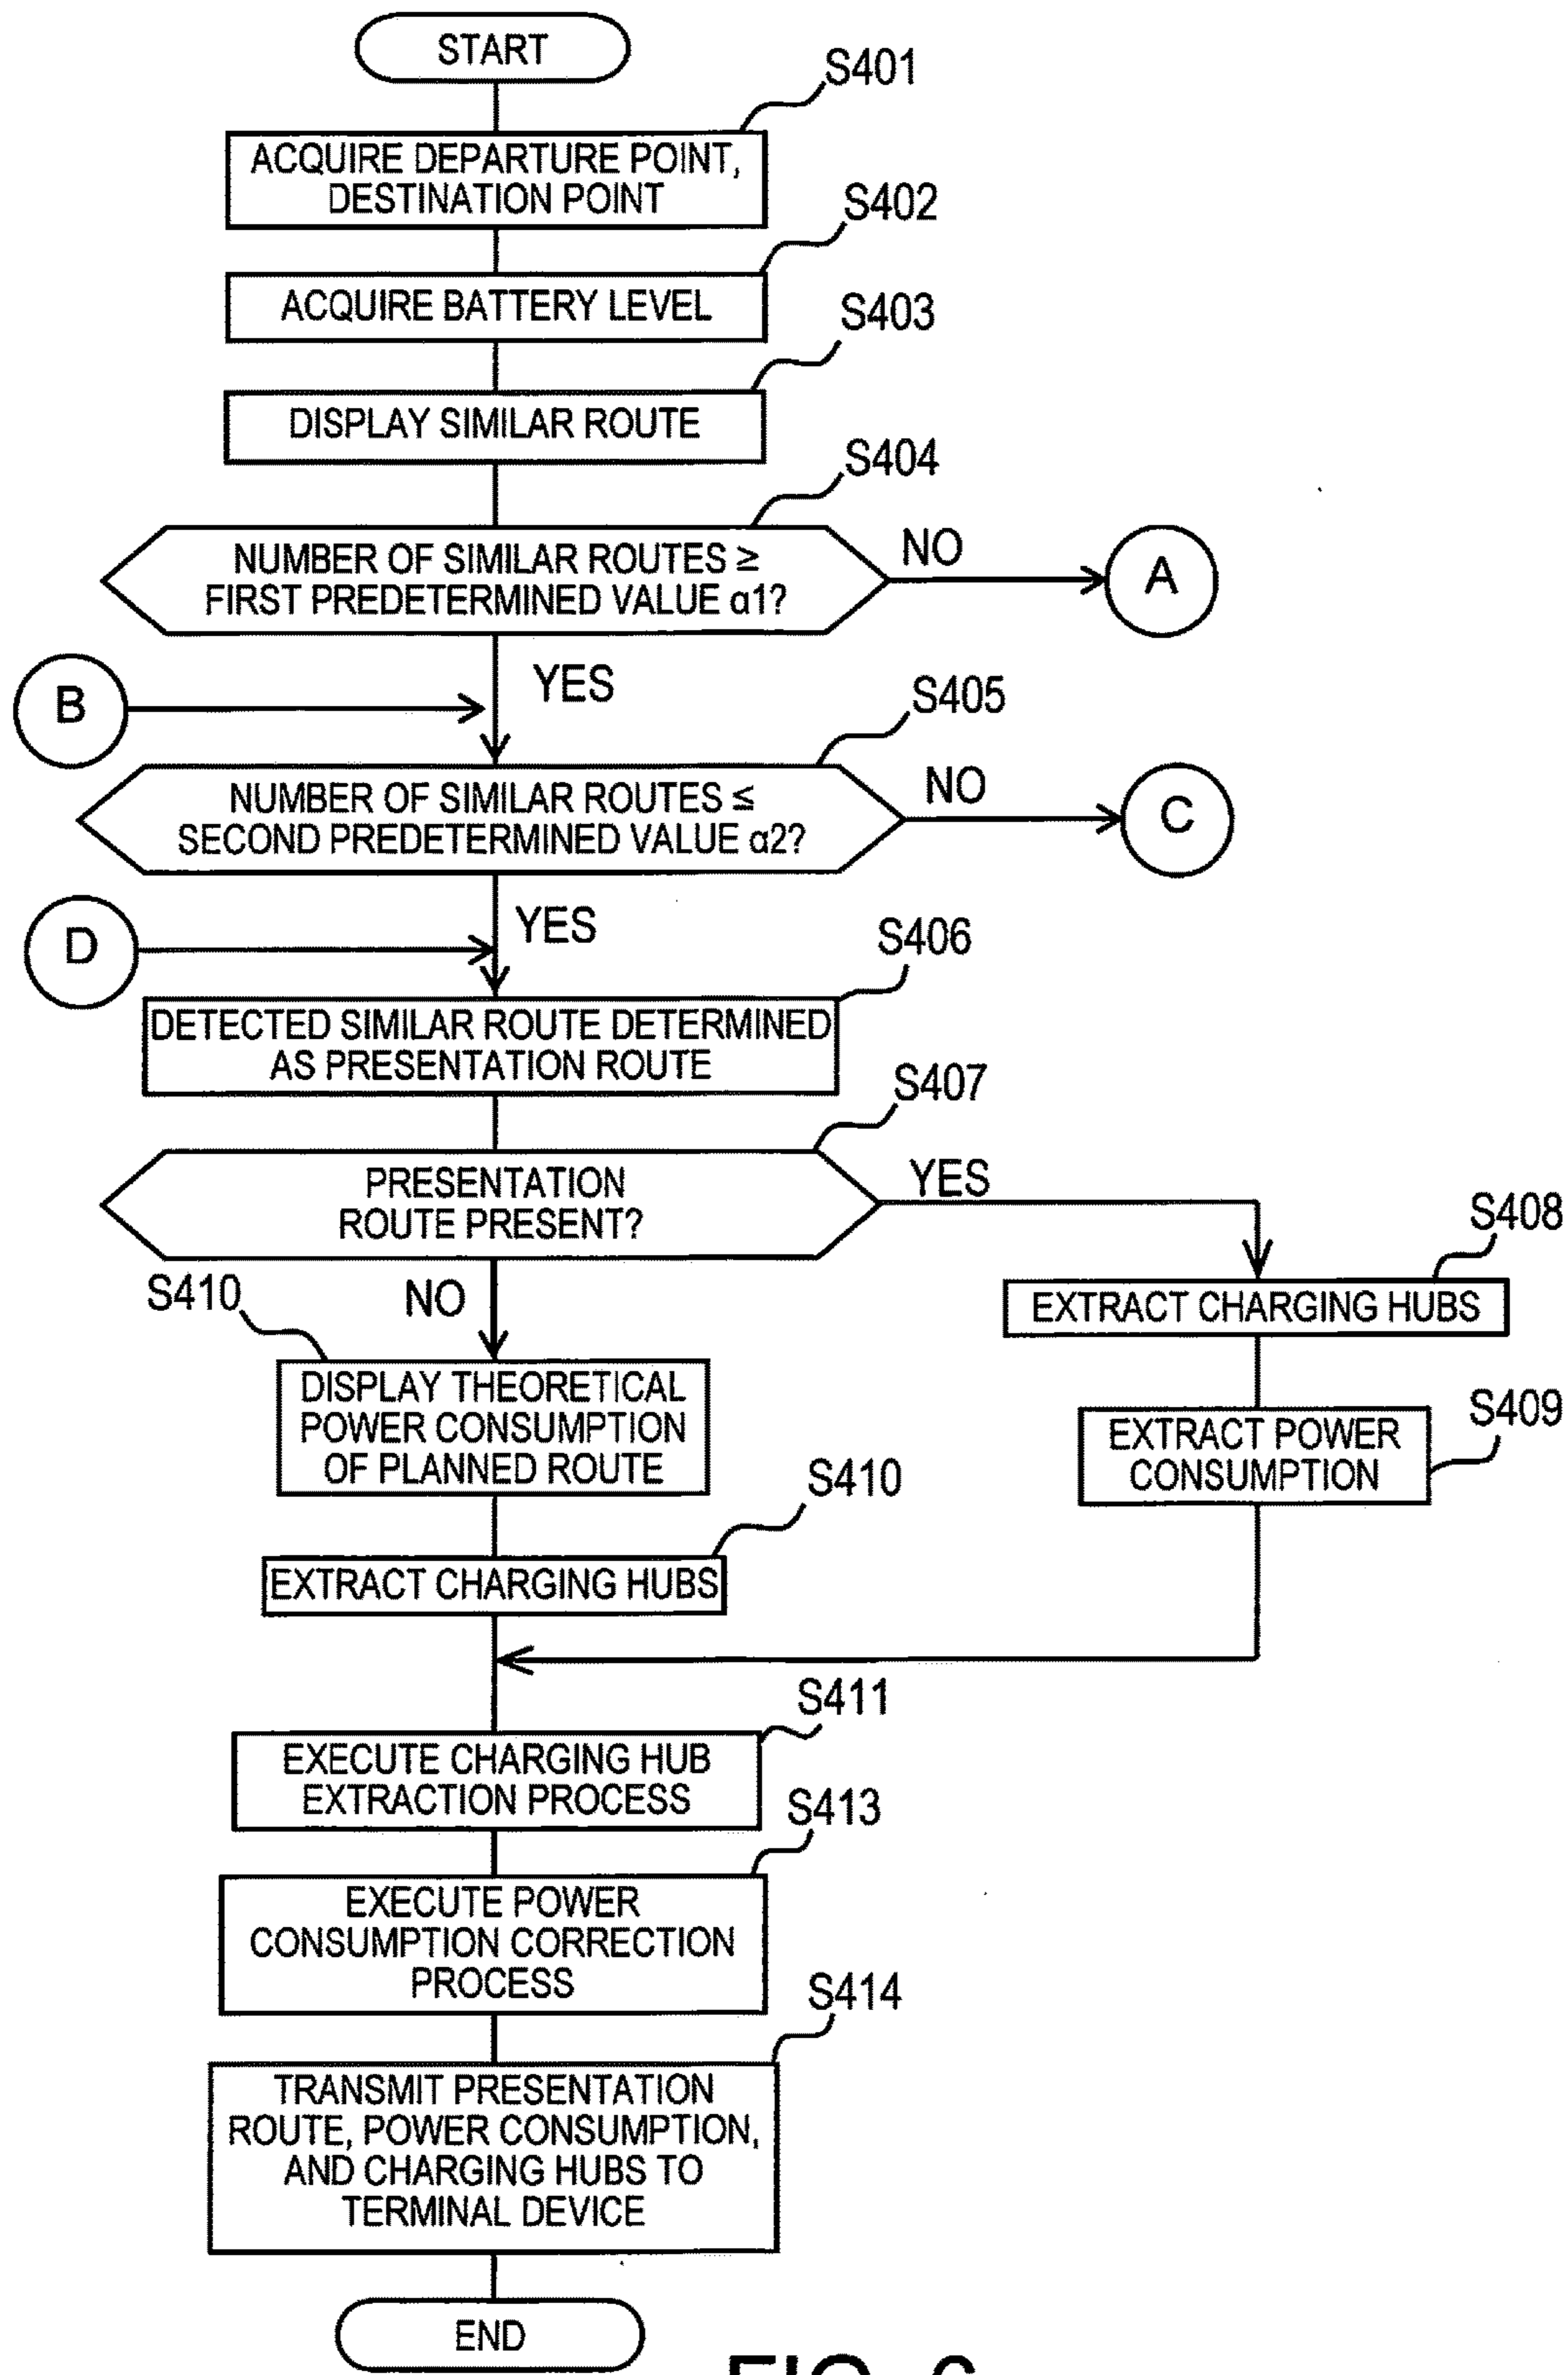 START
S401
ACQUIRE DEPARTURE POINT,
DESTINATION POINT
S402
ACQUIRE BATTERY LEVEL
S403
DISPLAY SIMILAR ROUTE
S404
NUMBER OF SIMILAR ROUTES ≥
FIRST PREDETERMINED VALUE α1?
NO
A
YES
B
S405
NUMBER OF SIMILAR ROUTES ≤
SECOND PREDETERMINED VALUE α2?
NO
C
YES
D
S406
DETECTED SIMILAR ROUTE DETERMINED
AS PRESENTATION ROUTE
S407
PRESENTATION
ROUTE PRESENT?
YES
S408
EXTRACT CHARGING HUBS
S409
EXTRACT POWER
CONSUMPTION
NO
S410
DISPLAY THEORETICAL
POWER CONSUMPTION
OF PLANNED ROUTE
S410
EXTRACT CHARGING HUBS
S411
EXECUTE CHARGING HUB
EXTRACTION PROCESS
S413
EXECUTE POWER
CONSUMPTION CORRECTION
PROCESS
S414
TRANSMIT PRESENTATION
ROUTE, POWER CONSUMPTION,
AND CHARGING HUBS TO
TERMINAL DEVICE
END
FIG. 6